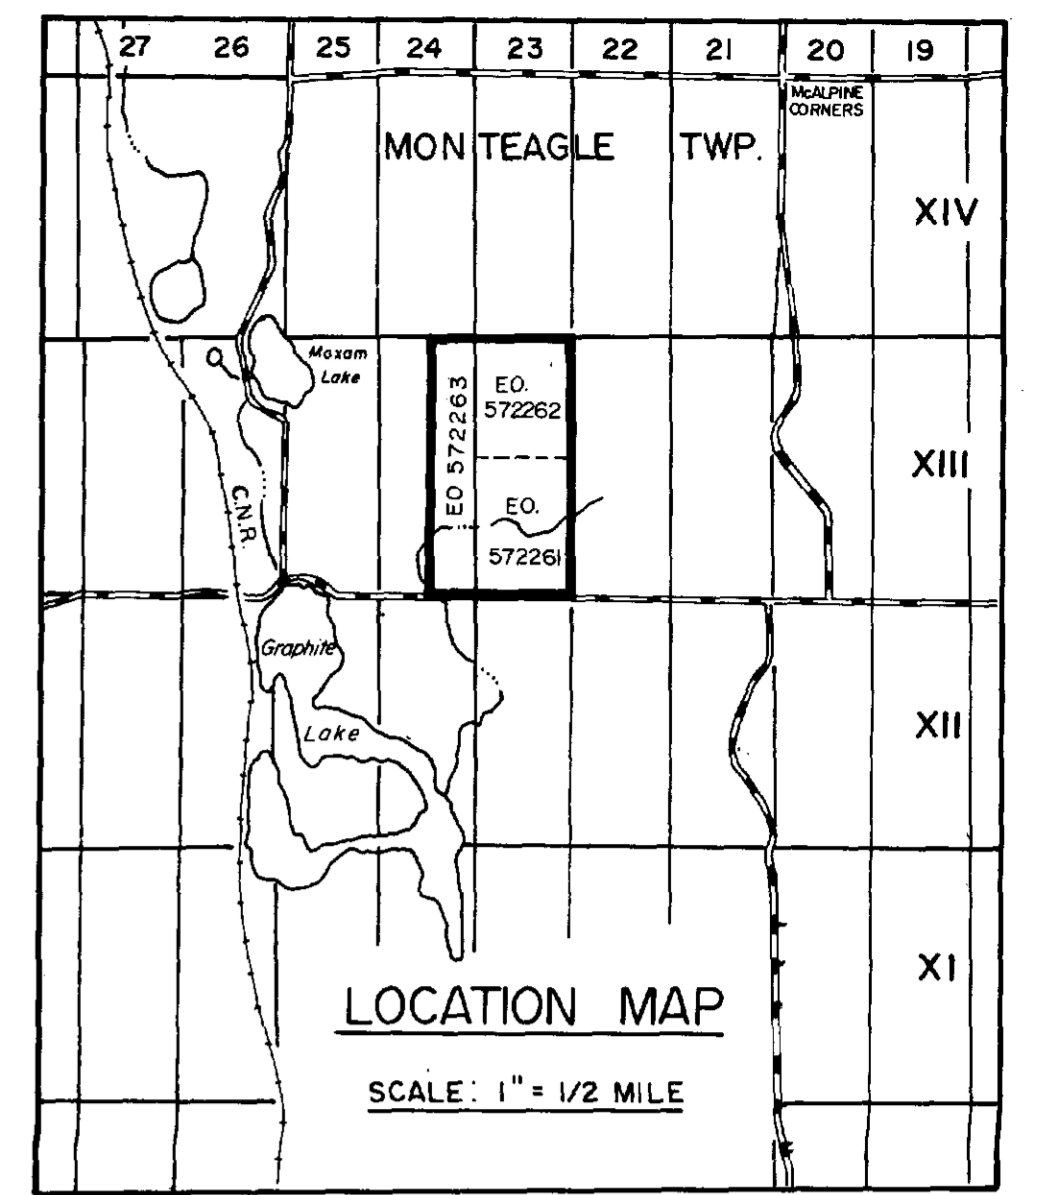 27 26 25 24 23 22 21 20 19
McALPINE
CORNERS
MONTEAGLE TWP.
XIV
Moxam
Lake
EO 572263
EO.
572262
XIII
C.N.R.
EO.
572261
Graphite
Lake
XII
XI
LOCATION MAP
SCALE: 1" = 1/2 MILE